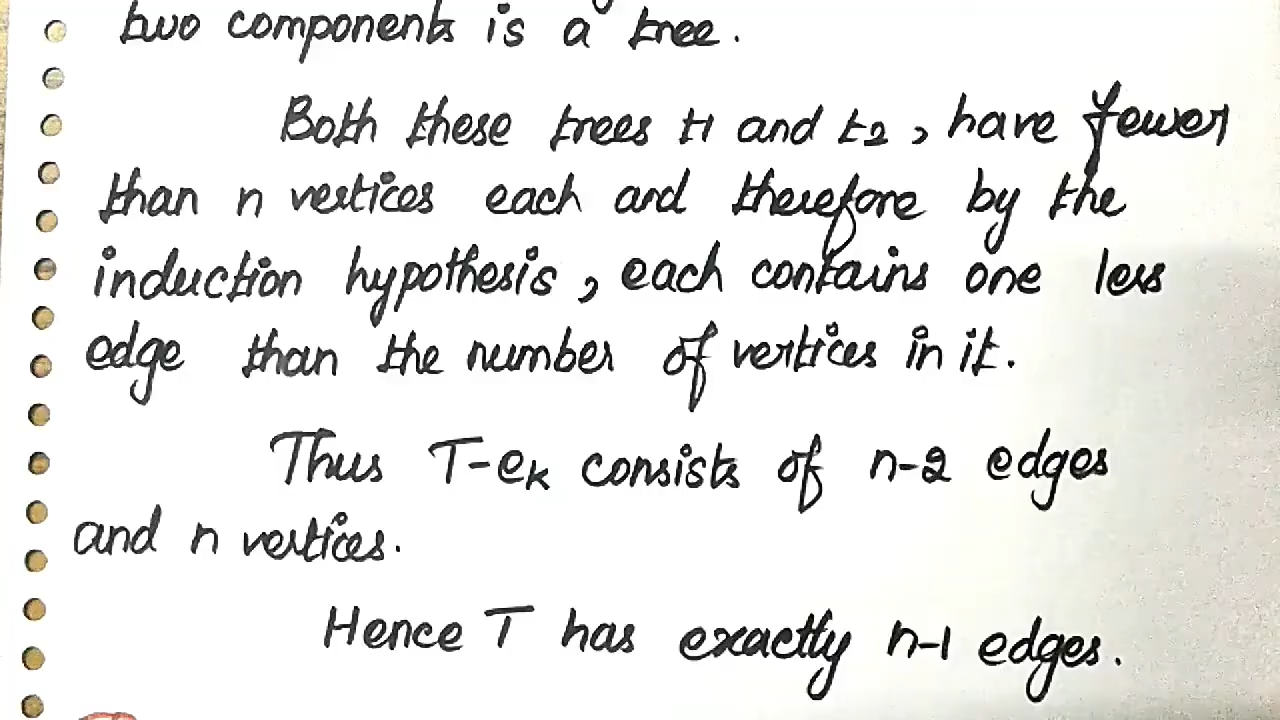 two components is a tree.
Both these trees t1 and t2, have fewer
than n vertices each and therefore by the
induction hypothesis, each contains one less
edge than the number of vertices in it.
Thus T-ek consists of n-2 edges
and n vertices.
Hence T has exactly n-1 edges.